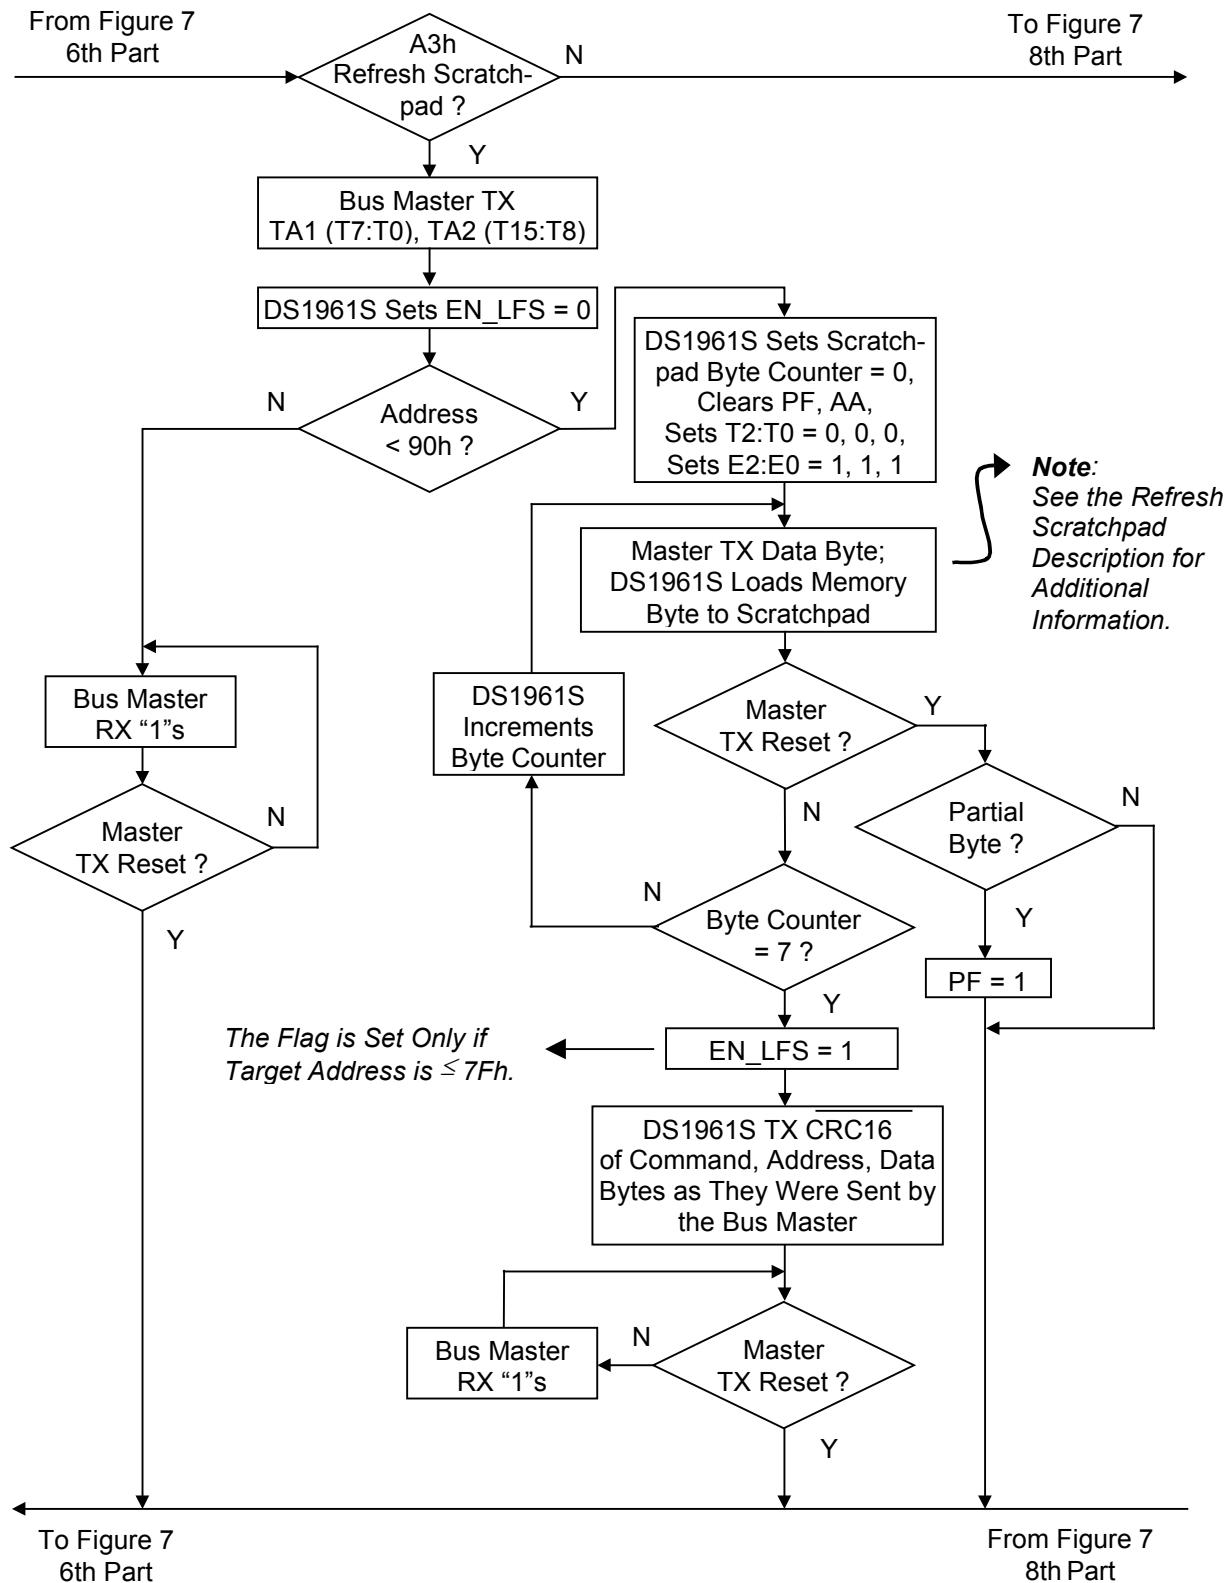 From Figure 7
6th Part
A3h
Refresh Scratch-
pad ?
N
To Figure 7
8th Part
Y
Bus Master TX
TA1 (T7:T0), TA2 (T15:T8)
DS1961S Sets EN_LFS = 0
Address
< 90h ?
N
Y
DS1961S Sets Scratch-
pad Byte Counter = 0,
Clears PF, AA,
Sets T2:T0 = 0, 0, 0,
Sets E2:E0 = 1, 1, 1
Note:
See the Refresh
Scratchpad
Description for
Additional
Information.
Master TX Data Byte;
DS1961S Loads Memory
Byte to Scratchpad
Bus Master
RX “1”s
DS1961S
Increments
Byte Counter
Master
TX Reset ?
Y
N
Partial
Byte ?
N
Y
PF = 1
Master
TX Reset ?
N
Y
Byte Counter
= 7 ?
N
Y
The Flag is Set Only if
Target Address is ≤ 7Fh.
EN_LFS = 1
DS1961S TX CRC16
of Command, Address, Data
Bytes as They Were Sent by
the Bus Master
Bus Master
RX “1”s
N
Master
TX Reset ?
Y
To Figure 7
6th Part
From Figure 7
8th Part